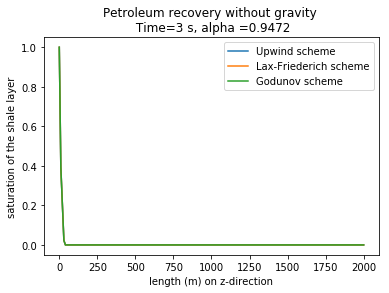 Petroleum recovery without gravity
Time=3 s, alpha =0.9472
Upwind scheme
Lax-Friederich scheme
Godunov scheme
saturation of the shale layer
1.0
0.8
0.6
0.4
0.2
0.0
0 250 500 750 1000 1250 1500 1750 2000
length (m) on z-direction